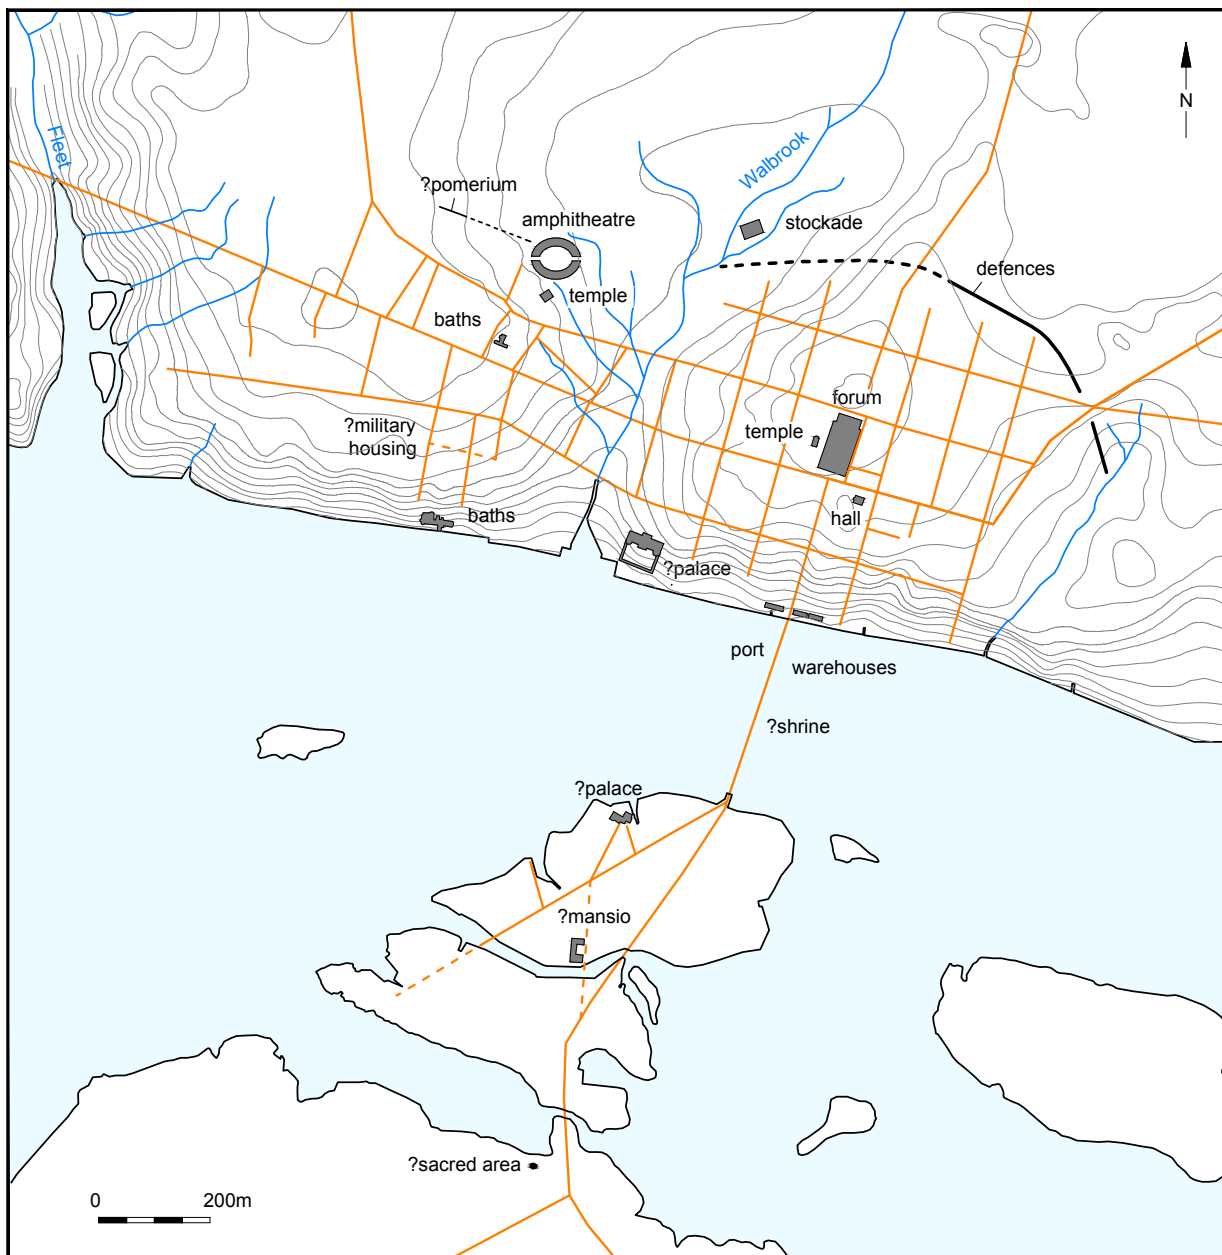 N
Fleet
Walbrook
?pomerium
amphitheatre
stockade
defences
temple
baths
forum
?military
housing
temple
baths
hall
?palace
port
warehouses
?shrine
?palace
?mansio
?sacred area
0
200m